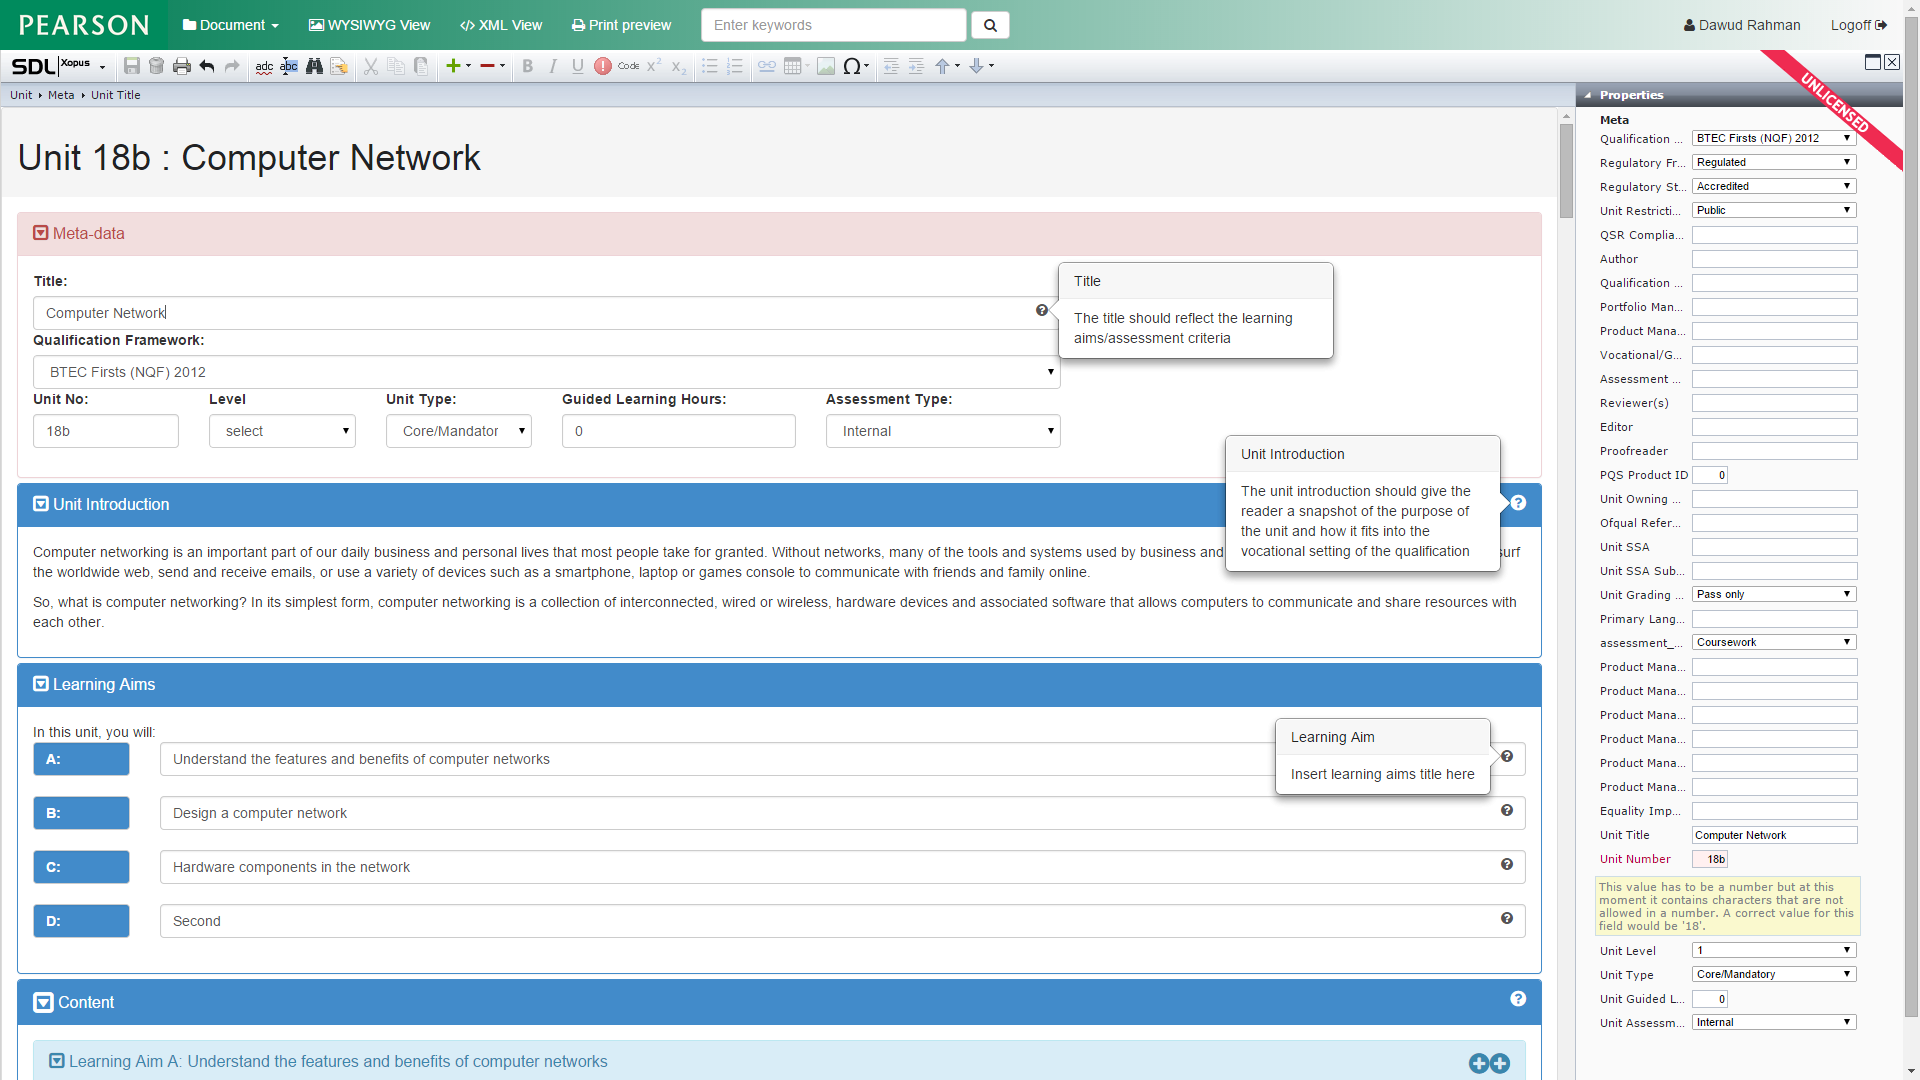 PEARSON
Document
WYSIWYG View
</> XML View
Print preview
Enter keywords
Dawud Rahman
Logoff
SDL Xopus
adc
abc
B
I
U
Code
x²
x₂
Ω
UNLICENSED
Unit
Meta
Unit Title
Unit 18b : Computer Network
Meta-data
Title:
Computer Network
Title
The title should reflect the learning
aims/assessment criteria
Qualification Framework:
BTEC Firsts (NQF) 2012
Unit No:
Level
Unit Type:
Guided Learning Hours:
Assessment Type:
18b
select
Core/Mandator
0
Internal
Unit Introduction
Unit Introduction
The unit introduction should give the
reader a snapshot of the purpose of
the unit and how it fits into the
vocational setting of the qualification
Computer networking is an important part of our daily business and personal lives that most people take for granted. Without networks, many of the tools and systems used by business and surf
the worldwide web, send and receive emails, or use a variety of devices such as a smartphone, laptop or games console to communicate with friends and family online.
So, what is computer networking? In its simplest form, computer networking is a collection of interconnected, wired or wireless, hardware devices and associated software that allows computers to communicate and share resources with
each other.
Learning Aims
In this unit, you will:
A:
Understand the features and benefits of computer networks
Learning Aim
Insert learning aims title here
B:
Design a computer network
C:
Hardware components in the network
D:
Second
Content
Learning Aim A: Understand the features and benefits of computer networks
Properties
Meta
Qualification ... BTEC Firsts (NQF) 2012
Regulatory Fr... Regulated
Regulatory St... Accredited
Unit Restricti... Public
QSR Complia...
Author
Qualification ...
Portfolio Man...
Product Mana...
Vocational/G...
Assessment ...
Reviewer(s)
Editor
Proofreader
PQS Product ID 0
Unit Owning ...
Ofqual Refer...
Unit SSA
Unit SSA Sub...
Unit Grading ... Pass only
Primary Lang...
assessment_... Coursework
Product Mana...
Product Mana...
Product Mana...
Product Mana...
Product Mana...
Product Mana...
Equality Imp...
Unit Title Computer Network
Unit Number 18b
This value has to be a number but at this
moment it contains characters that are not
allowed in a number. A correct value for this
field would be '18'.
Unit Level 1
Unit Type Core/Mandatory
Unit Guided L... 0
Unit Assessm... Internal